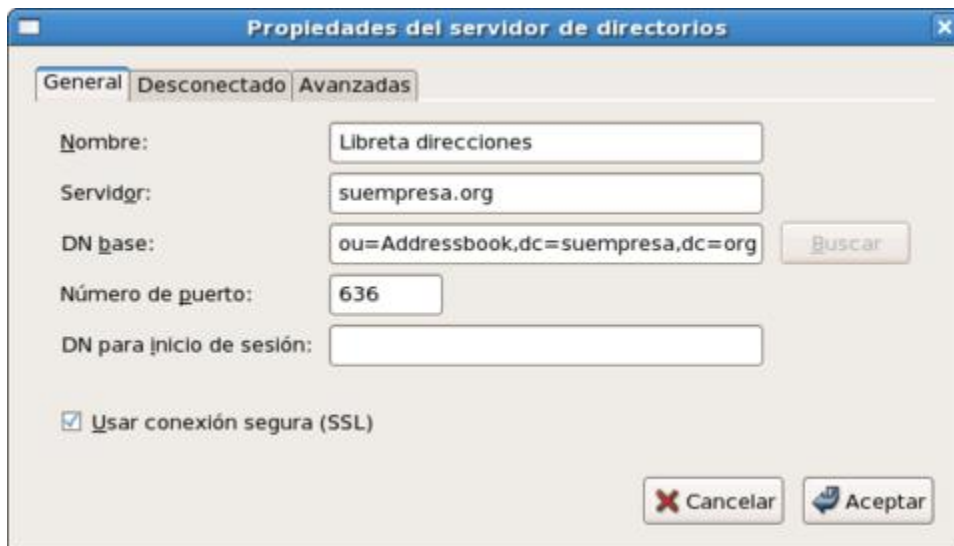 Propiedades del servidor de directorios
General Desconectado Avanzadas
Nombre: Libreta direcciones
Servidor: suempresa.org
DN base: ou=Addressbook,dc=suempresa,dc=org Buscar
Número de puerto: 636
DN para inicio de sesión:
Usar conexión segura (SSL)
Cancelar Aceptar